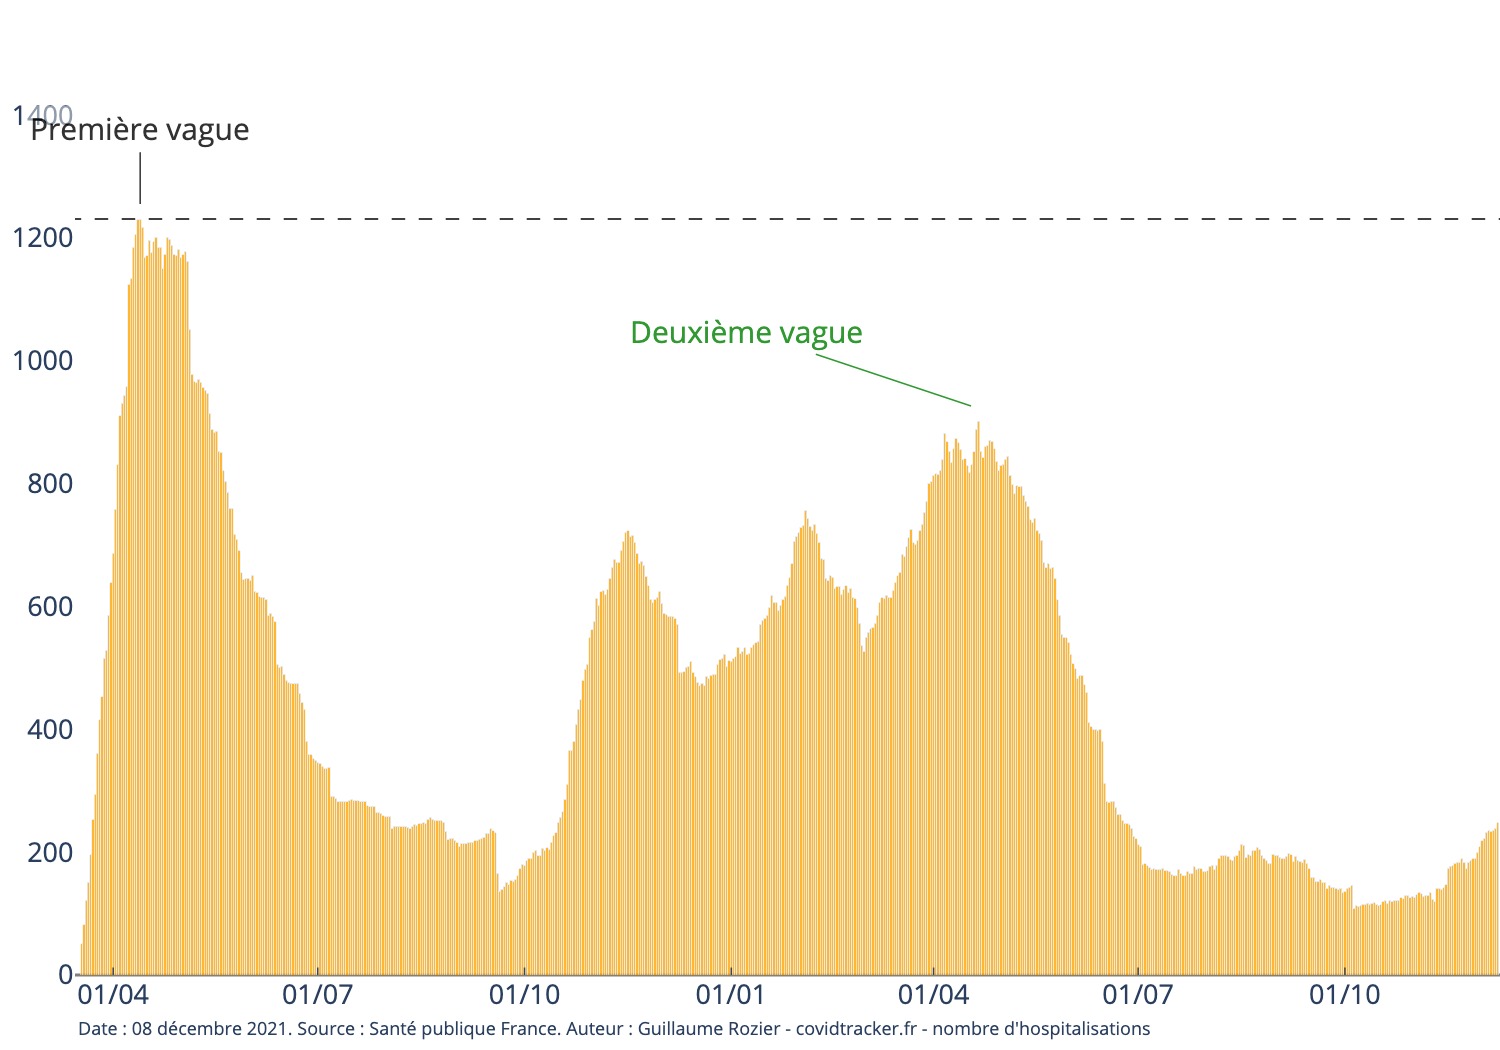 1400
Première vague
1200
Deuxième vague
1000
800
600
400
200
0
01/04 01/07 01/10 01/01 01/04 01/07 01/10
Date : 08 décembre 2021. Source : Santé publique France. Auteur : Guillaume Rozier - covidtracker.fr - nombre d'hospitalisations